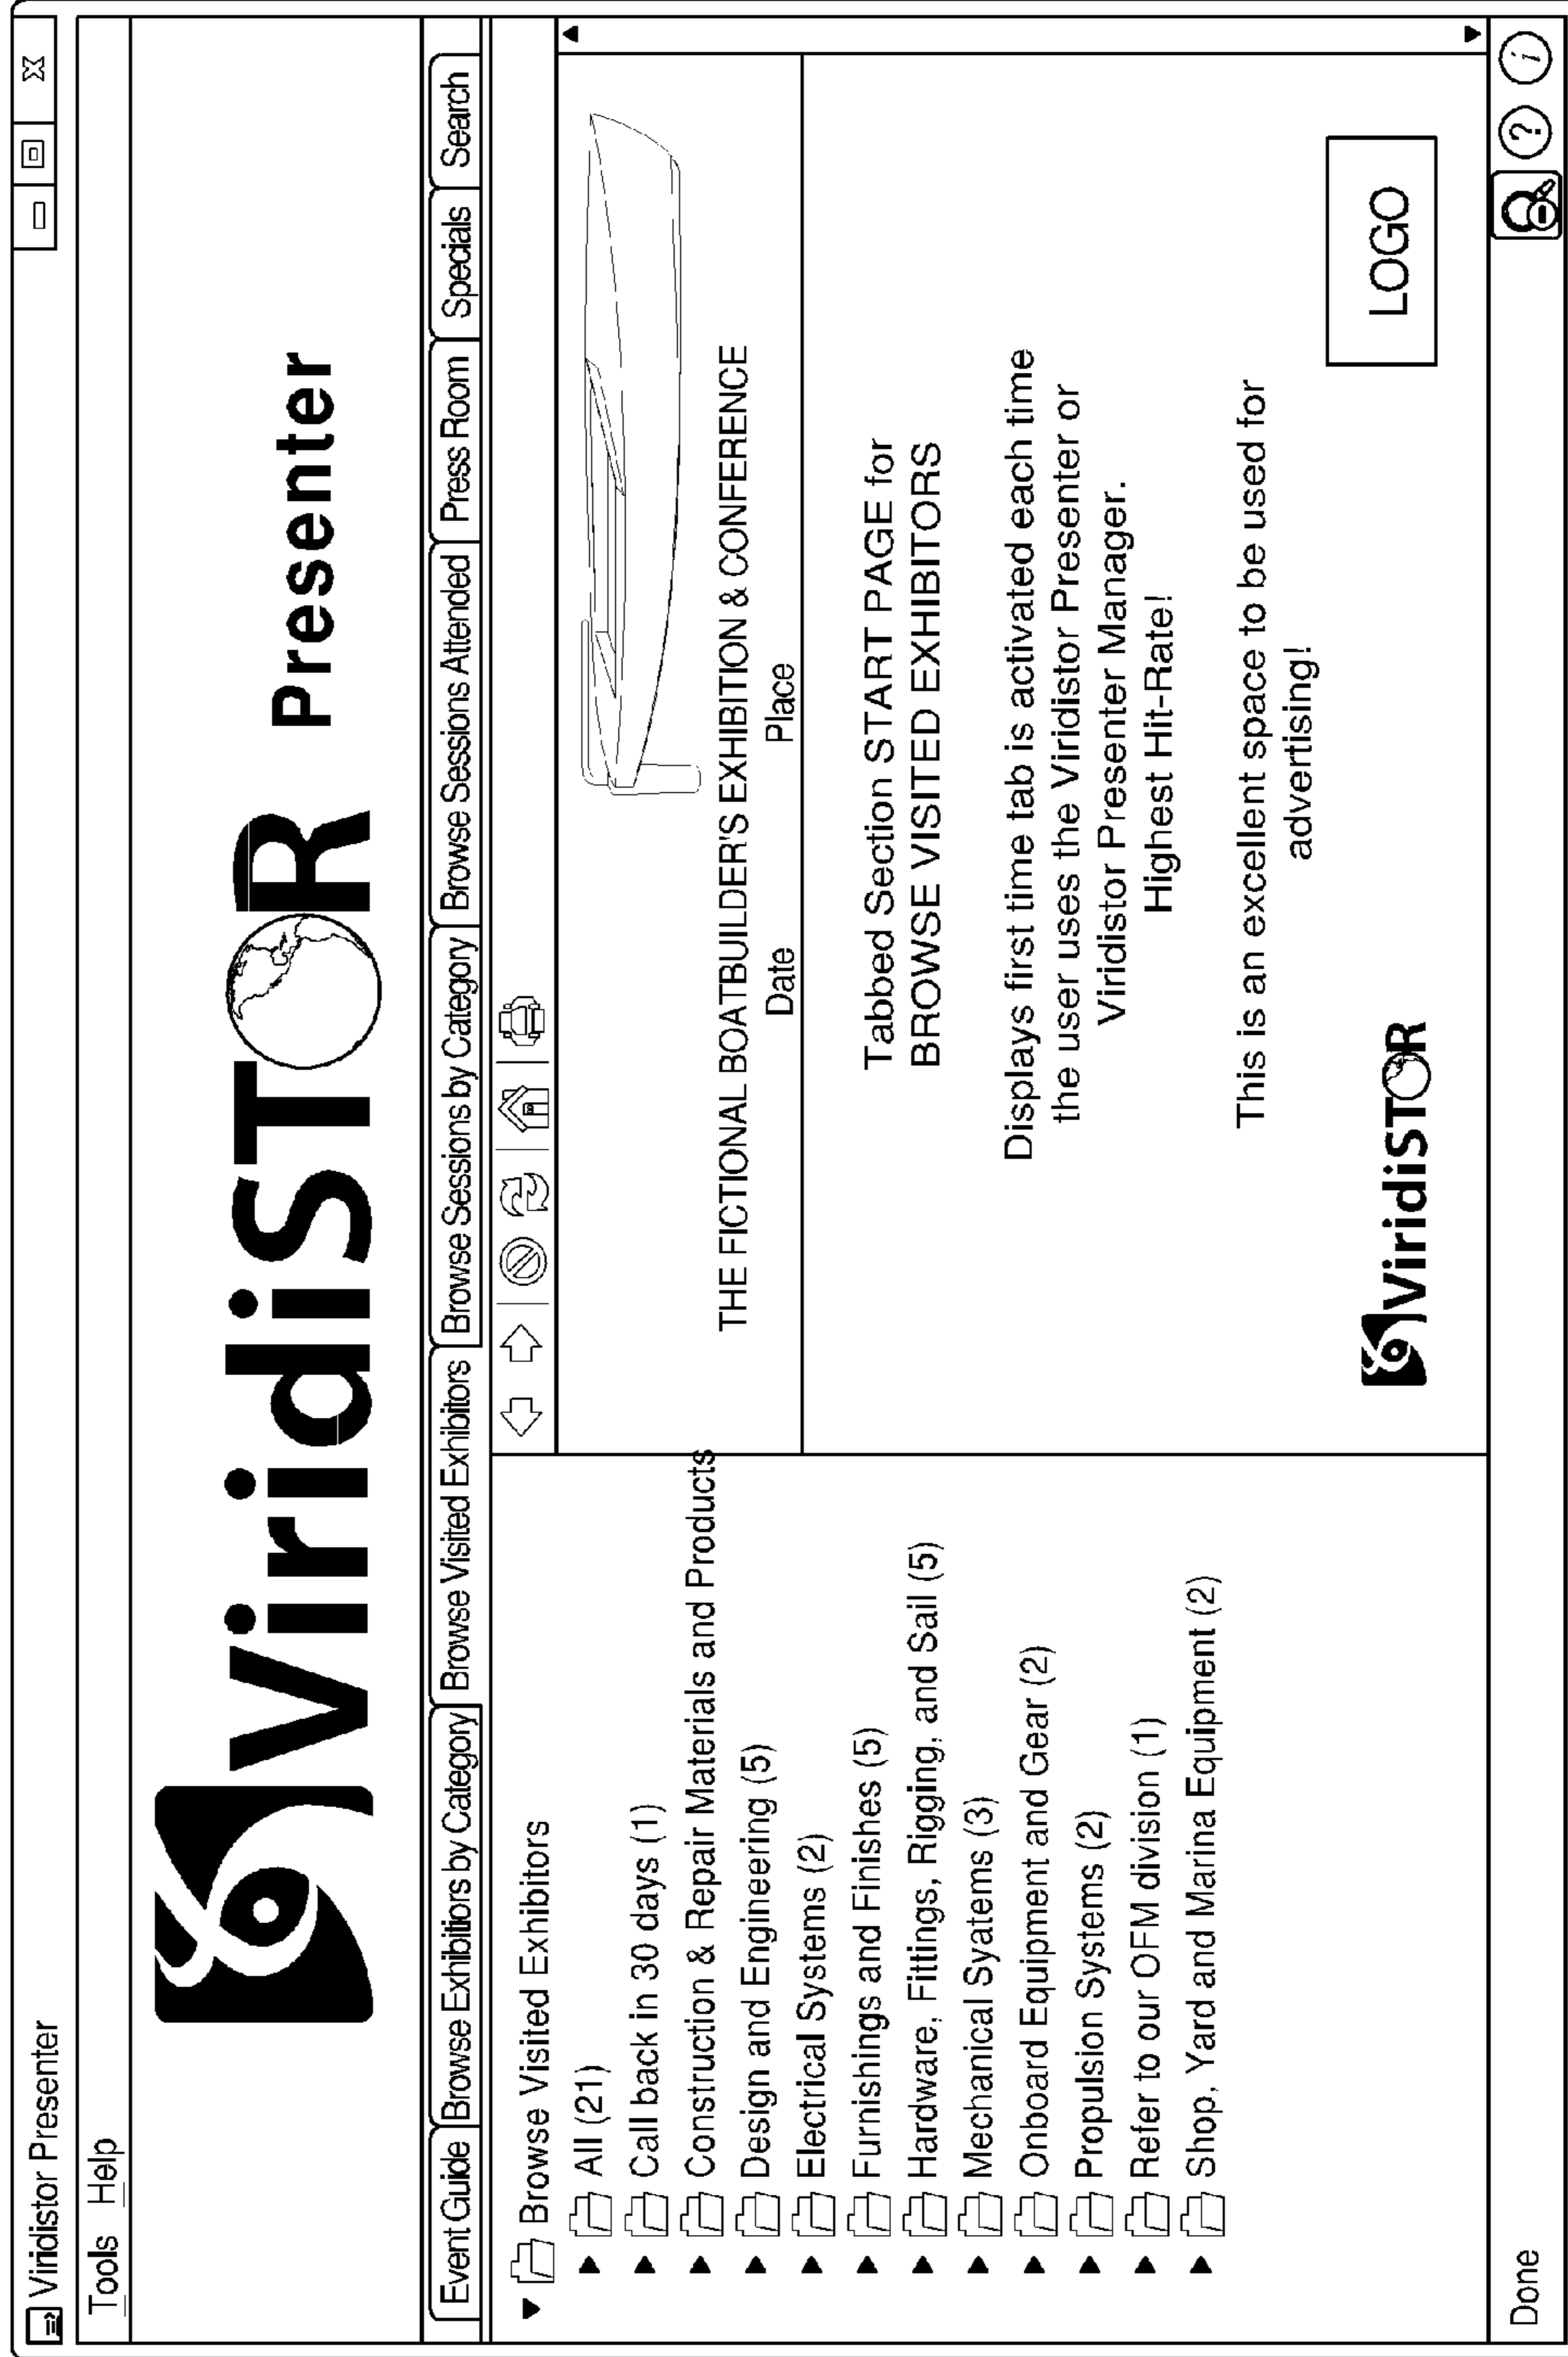 Viridistor Presenter
X
Tools Help
ViridiSTOR Presenter
Event Guide Browse Exhibitiors by Category Browse Visited Exhibitors Browse Sessions by Category Browse Sessions Attended Press Room Specials Search
Browse Visited Exhibitors
All (21)
Call back in 30 days (1)
Construction & Repair Materials and Products
Design and Engineering (5)
Electrical Systems (2)
Furnishings and Finishes (5)
Hardware, Fittings, Rigging, and Sail (5)
Mechanical Syatems (3)
Onboard Equipment and Gear (2)
Propulsion Systems (2)
Refer to our OFM division (1)
Shop, Yard and Marina Equipment (2)
THE FICTIONAL BOATBUILDER'S EXHIBITION & CONFERENCE
Date Place
Tabbed Section START PAGE for
BROWSE VISITED EXHIBITORS
Displays first time tab is activated each time
the user uses the Viridistor Presenter or
Viridistor Presenter Manager.
Highest Hit-Rate!
This is an excellent space to be used for
advertising!
ViridiSTOR
LOGO
Done
? i